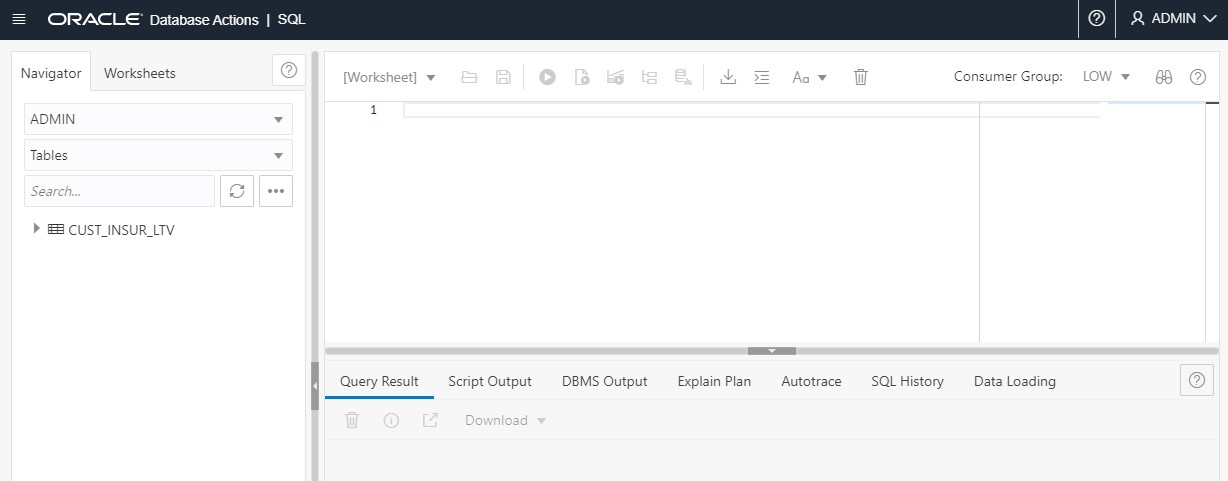 ORACLE Database Actions | SQL
ADMIN
Navigator
Worksheets
[Worksheet]
Aa
Consumer Group:
LOW
ADMIN
1
Tables
Search...
CUST_INSUR_LTV
Query Result
Script Output
DBMS Output
Explain Plan
Autotrace
SQL History
Data Loading
Download